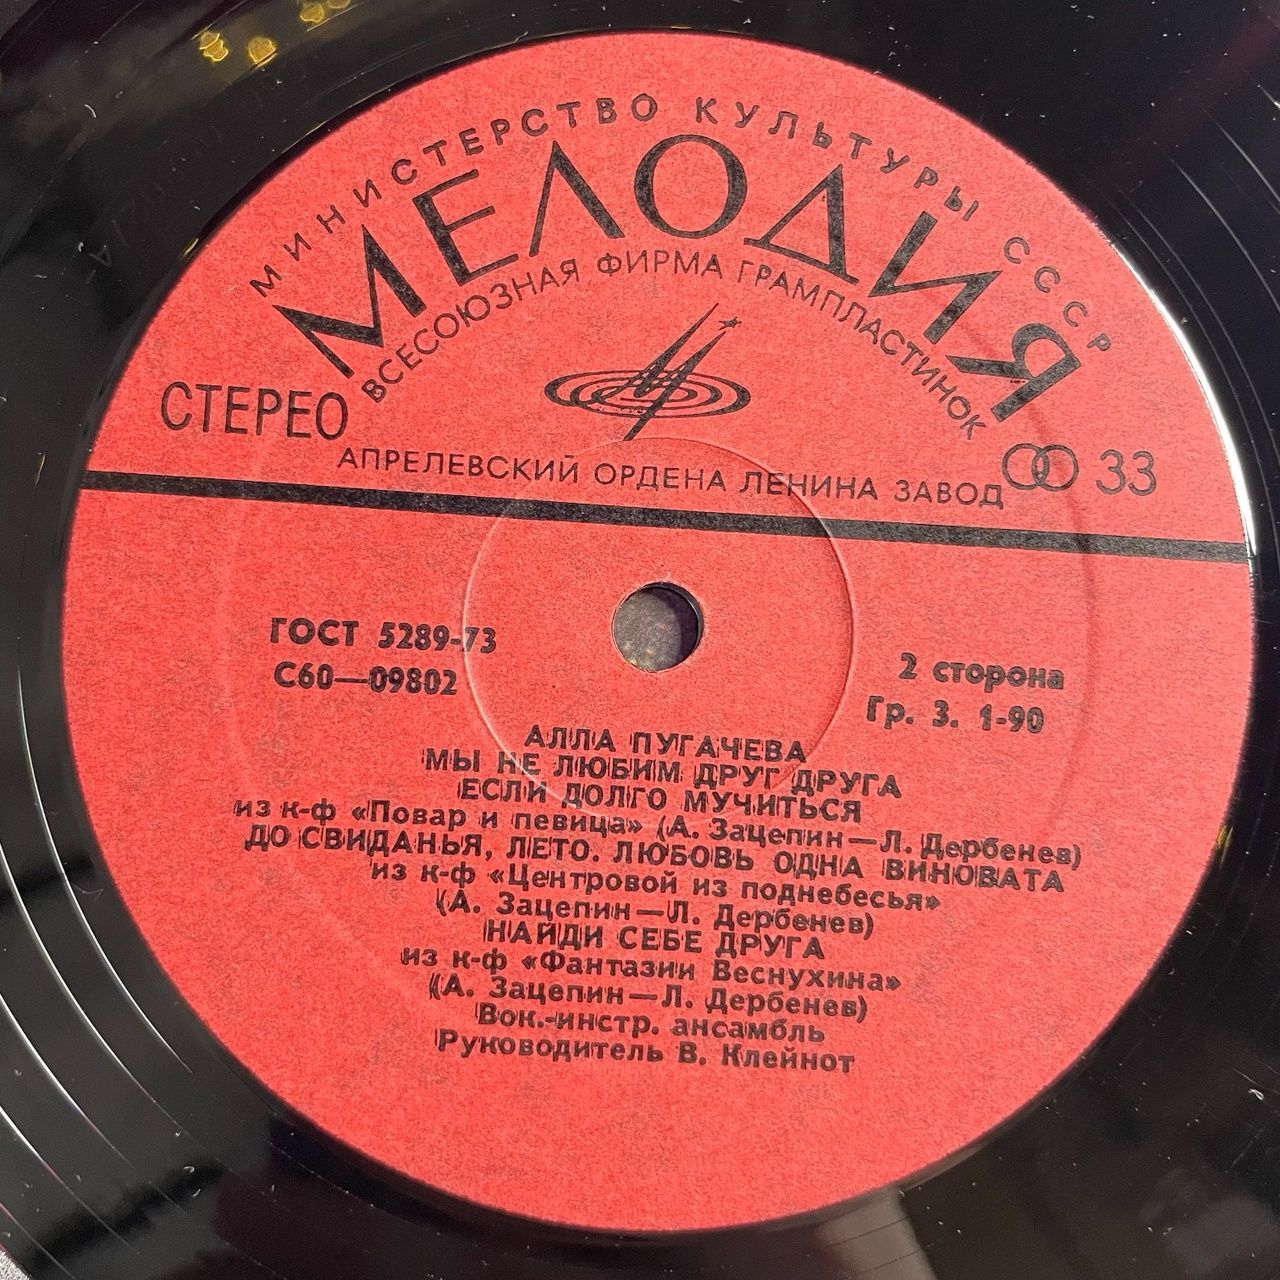 МИНИСТЕРСТВО КУЛЬТУРЫ СССР
МЕЛОДИЯ
ВСЕСОЮЗНАЯ ФИРМА ГРАМПЛАСТИНОК
СТЕРЕО
33
АПРЕЛЕВСКИЙ ОРДЕНА ЛЕНИНА ЗАВОД
ГОСТ 5289-73
С60—09802
2 сторона
Гр. 3. 1-90
АЛЛА ПУГАЧЕВА
МЫ НЕ ЛЮБИМ ДРУГ ДРУГА
ЕСЛИ ДОЛГО МУЧИТЬСЯ
из к-ф «Повар и певица» (А. Зацепин—Л. Дербенев)
ДО СВИДАНЬЯ, ЛЕТО. ЛЮБОВЬ ОДНА ВИНОВАТА
из к-ф «Центровой из поднебесья»
(А. Зацепин—Л. Дербенев)
НАЙДИ СЕБЕ ДРУГА
из к-ф «Фантазии Веснухина»
(А. Зацепин—Л. Дербенев)
Вок.-инстр. ансамбль
Руководитель В. Клейнот